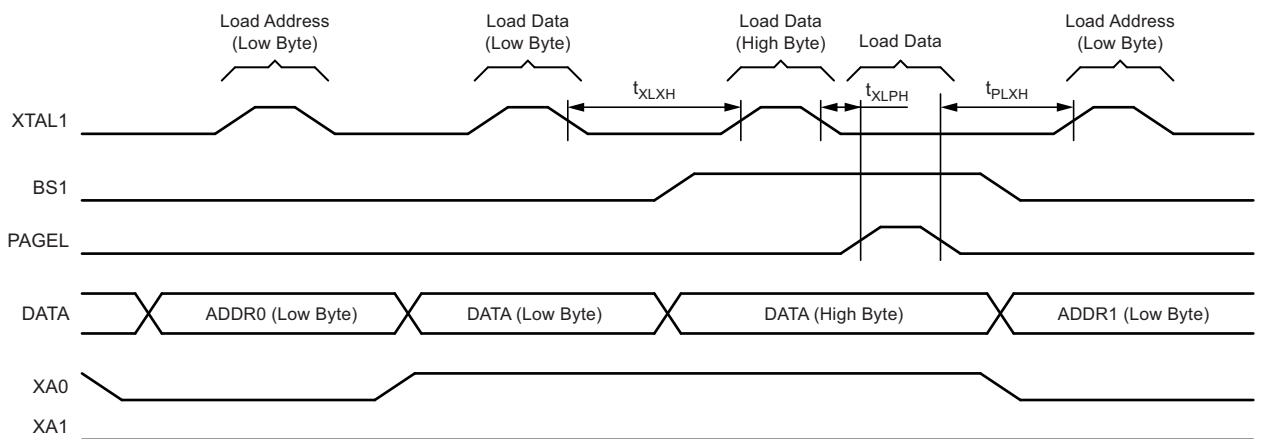 Load Address
(Low Byte)
Load Data
(Low Byte)
Load Data
(High Byte)
Load Data
Load Address
(Low Byte)
tXLXH
tXLPH
tPLXH
XTAL1
BS1
PAGEL
DATA
ADDR0 (Low Byte)
DATA (Low Byte)
DATA (High Byte)
ADDR1 (Low Byte)
XA0
XA1